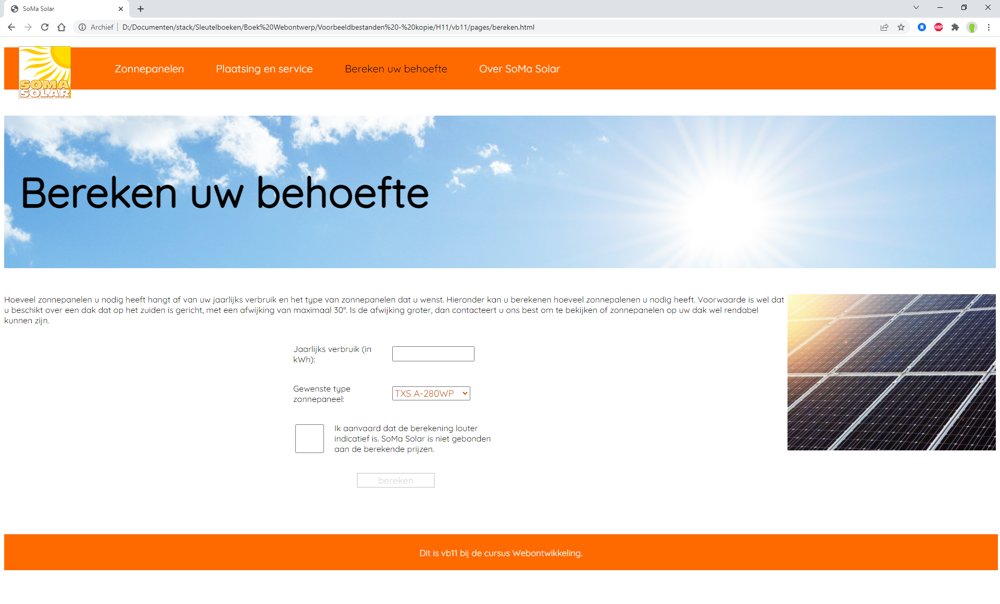 SoMa Solar
Archief
D:/Documenten/stack/Sleutelboeken/Boek%20Webontwerp/Voorbeeldbestanden%20-%20kopie/H11/vb11/pages/bereken.html
ABP
SOMA
SOLAR
Zonnepanelen
Plaatsing en service
Bereken uw behoefte
Over SoMa Solar
Bereken uw behoefte
Hoeveel zonnepanelen u nodig heeft hangt af van uw jaarlijks verbruik en het type van zonnepanelen dat u wenst. Hieronder kan u berekenen hoeveel zonnepalenen u nodig heeft. Voorwaarde is wel dat
u beschikt over een dak dat op het zuiden is gericht, met een afwijking van maximaal 30°. Is de afwijking groter, dan contacteert u ons best om te bekijken of zonnepanelen op uw dak wel rendabel
kunnen zijn.
Jaarlijks verbruik (in
kWh):
Gewenste type
zonnepaneel:
TXS A-280WP
Ik aanvaard dat de berekening louter
indicatief is. SoMa Solar is niet gebonden
aan de berekende prijzen.
bereken
Dit is vb11 bij de cursus Webontwikkeling.